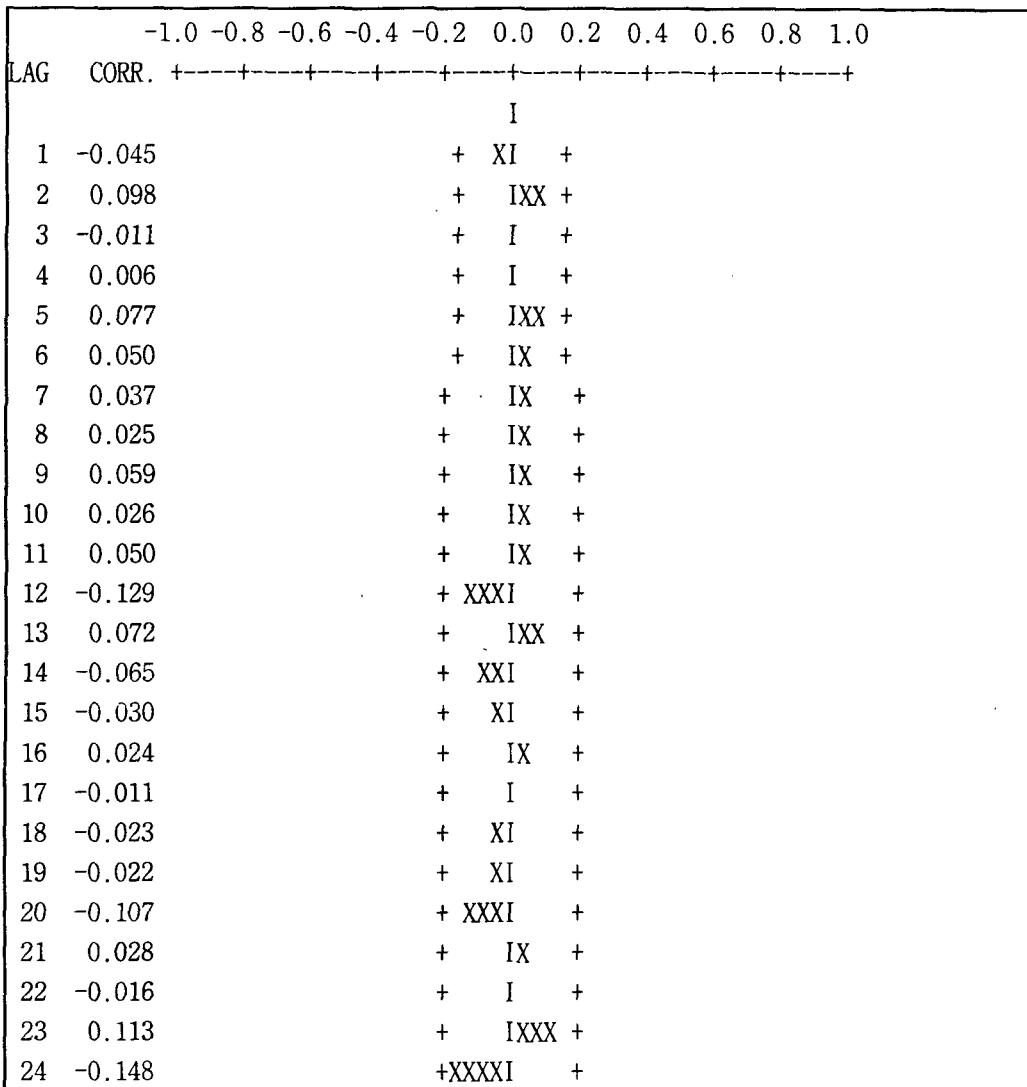 -1.0 -0.8 -0.6 -0.4 -0.2 0.0 0.2 0.4 0.6 0.8 1.0
LAG CORR. +----+----+----+----+----+----+----+----+----+----+
I
1 -0.045 + XI +
2 0.098 + IXX +
3 -0.011 + I +
4 0.006 + I +
5 0.077 + IXX +
6 0.050 + IX +
7 0.037 + IX +
8 0.025 + IX +
9 0.059 + IX +
10 0.026 + IX +
11 0.050 + IX +
12 -0.129 + XXXI +
13 0.072 + IXX +
14 -0.065 + XXI +
15 -0.030 + XI +
16 0.024 + IX +
17 -0.011 + I +
18 -0.023 + XI +
19 -0.022 + XI +
20 -0.107 + XXXI +
21 0.028 + IX +
22 -0.016 + I +
23 0.113 + IXXX +
24 -0.148 +XXXXI +